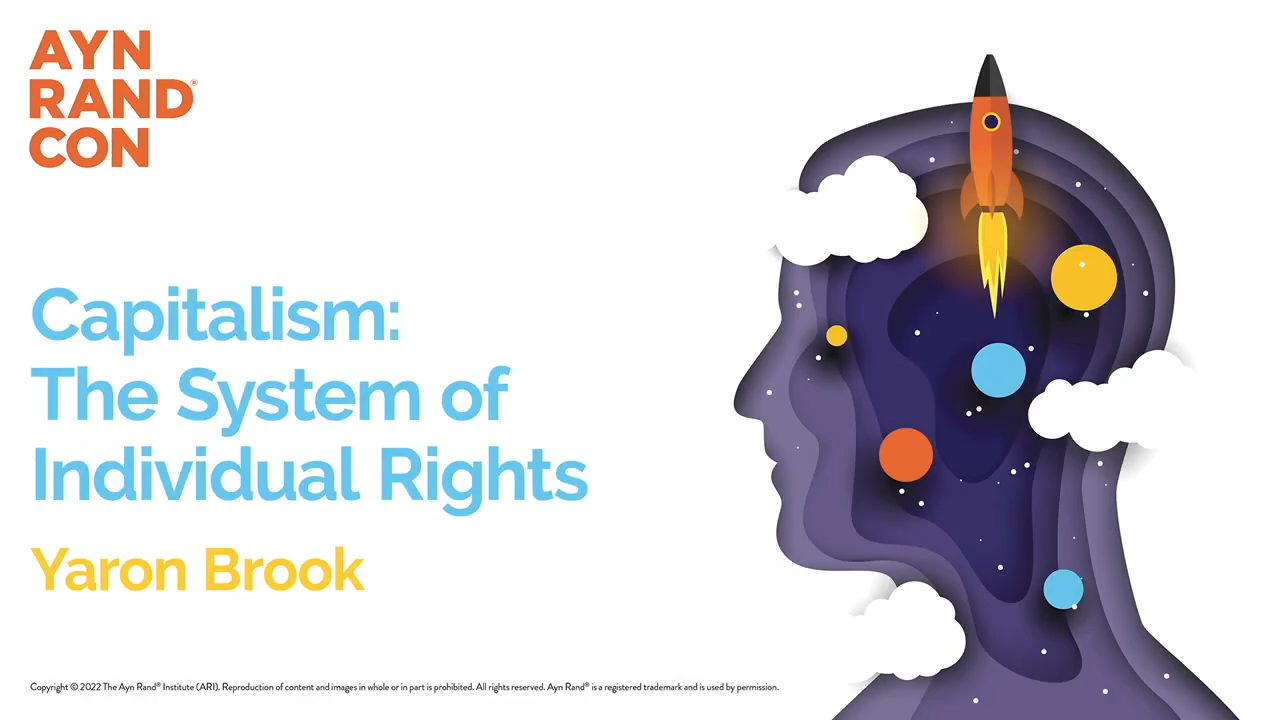 AYN
RAND®
CON
Capitalism:
The System of
Individual Rights
Yaron Brook
Copyright © 2022 The Ayn Rand® Institute (ARI). Reproduction of content and images in whole or in part is prohibited. All rights reserved. Ayn Rand® is a registered trademark and is used by permission.